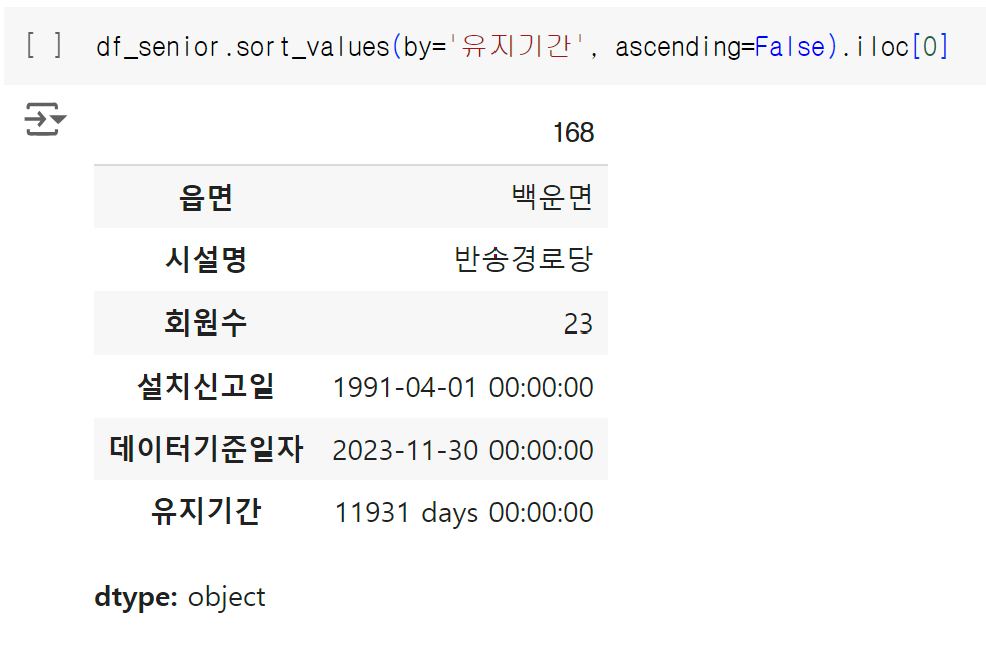 [ ] df_senior.sort_values(by='유지기간', ascending=False).iloc[0]
168
읍면 백운면
시설명 반송경로당
회원수 23
설치신고일 1991-04-01 00:00:00
데이터기준일자 2023-11-30 00:00:00
유지기간 11931 days 00:00:00
dtype: object